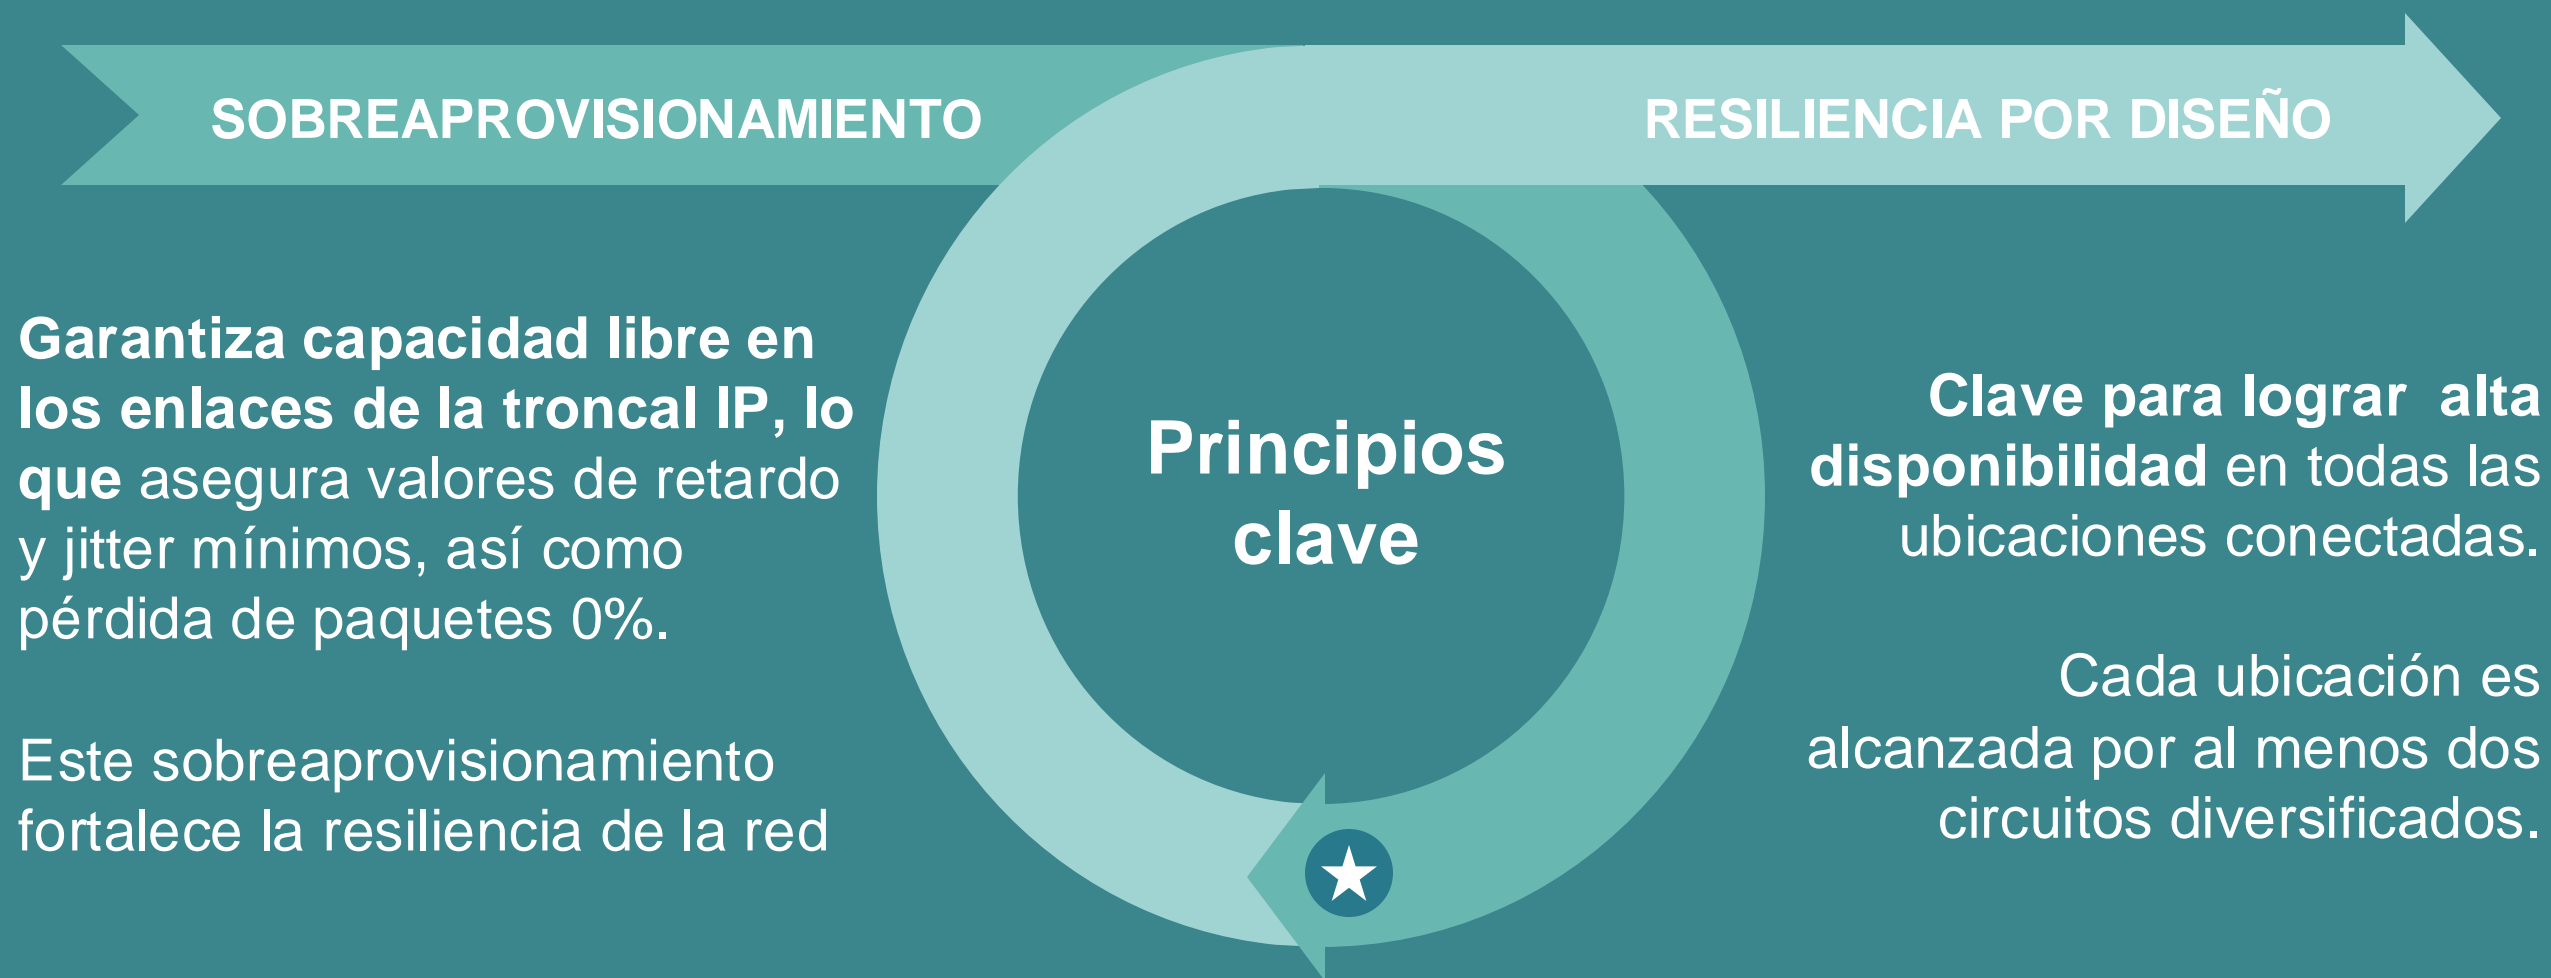 SOBREAPROVISIONAMIENTO
RESILIENCIA POR DISEÑO
Garantiza capacidad libre en
los enlaces de la troncal IP, lo
que asegura valores de retardo
y jitter mínimos, así como
pérdida de paquetes 0%.
Este sobreaprovisionamiento
fortalece la resiliencia de la red
Principios
clave
Clave para lograr  alta
disponibilidad en todas las
ubicaciones conectadas.
Cada ubicación es
alcanzada por al menos dos
circuitos diversificados.